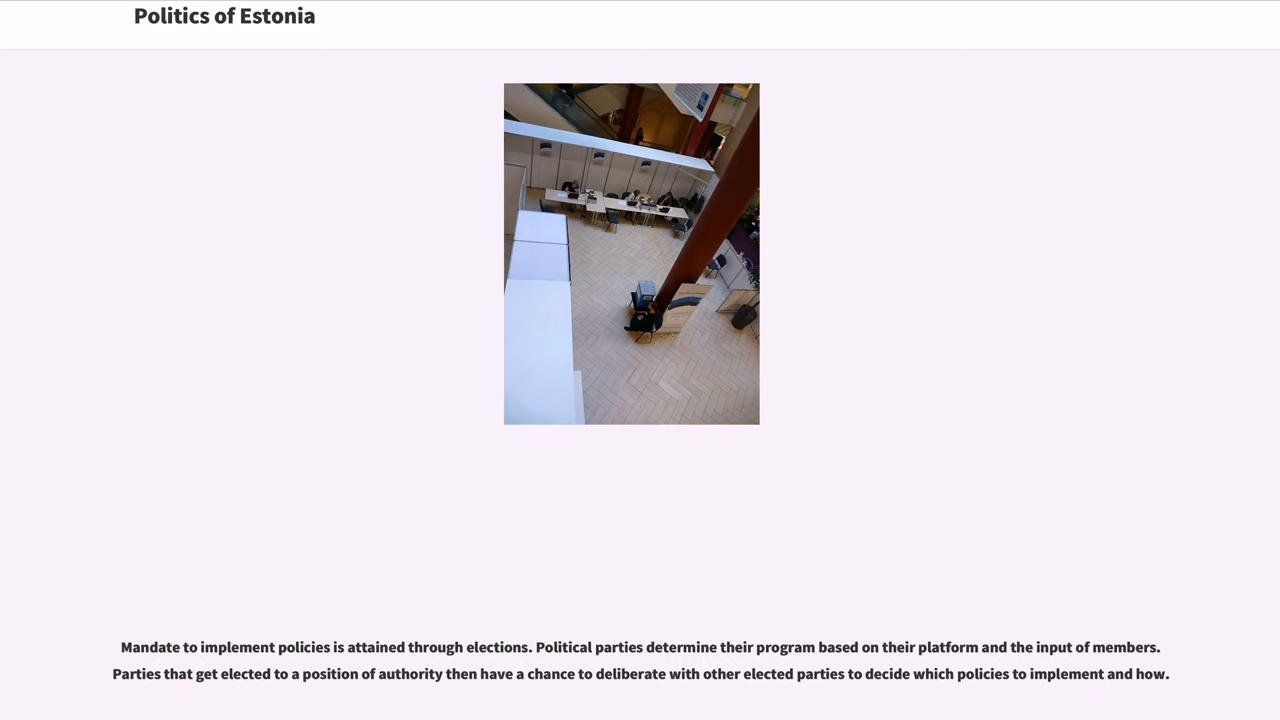 Politics of Estonia
Mandate to implement policies is attained through elections. Political parties determine their program based on their platform and the input of members.
Parties that get elected to a position of authority then have a chance to deliberate with other elected parties to decide which policies to implement and how.